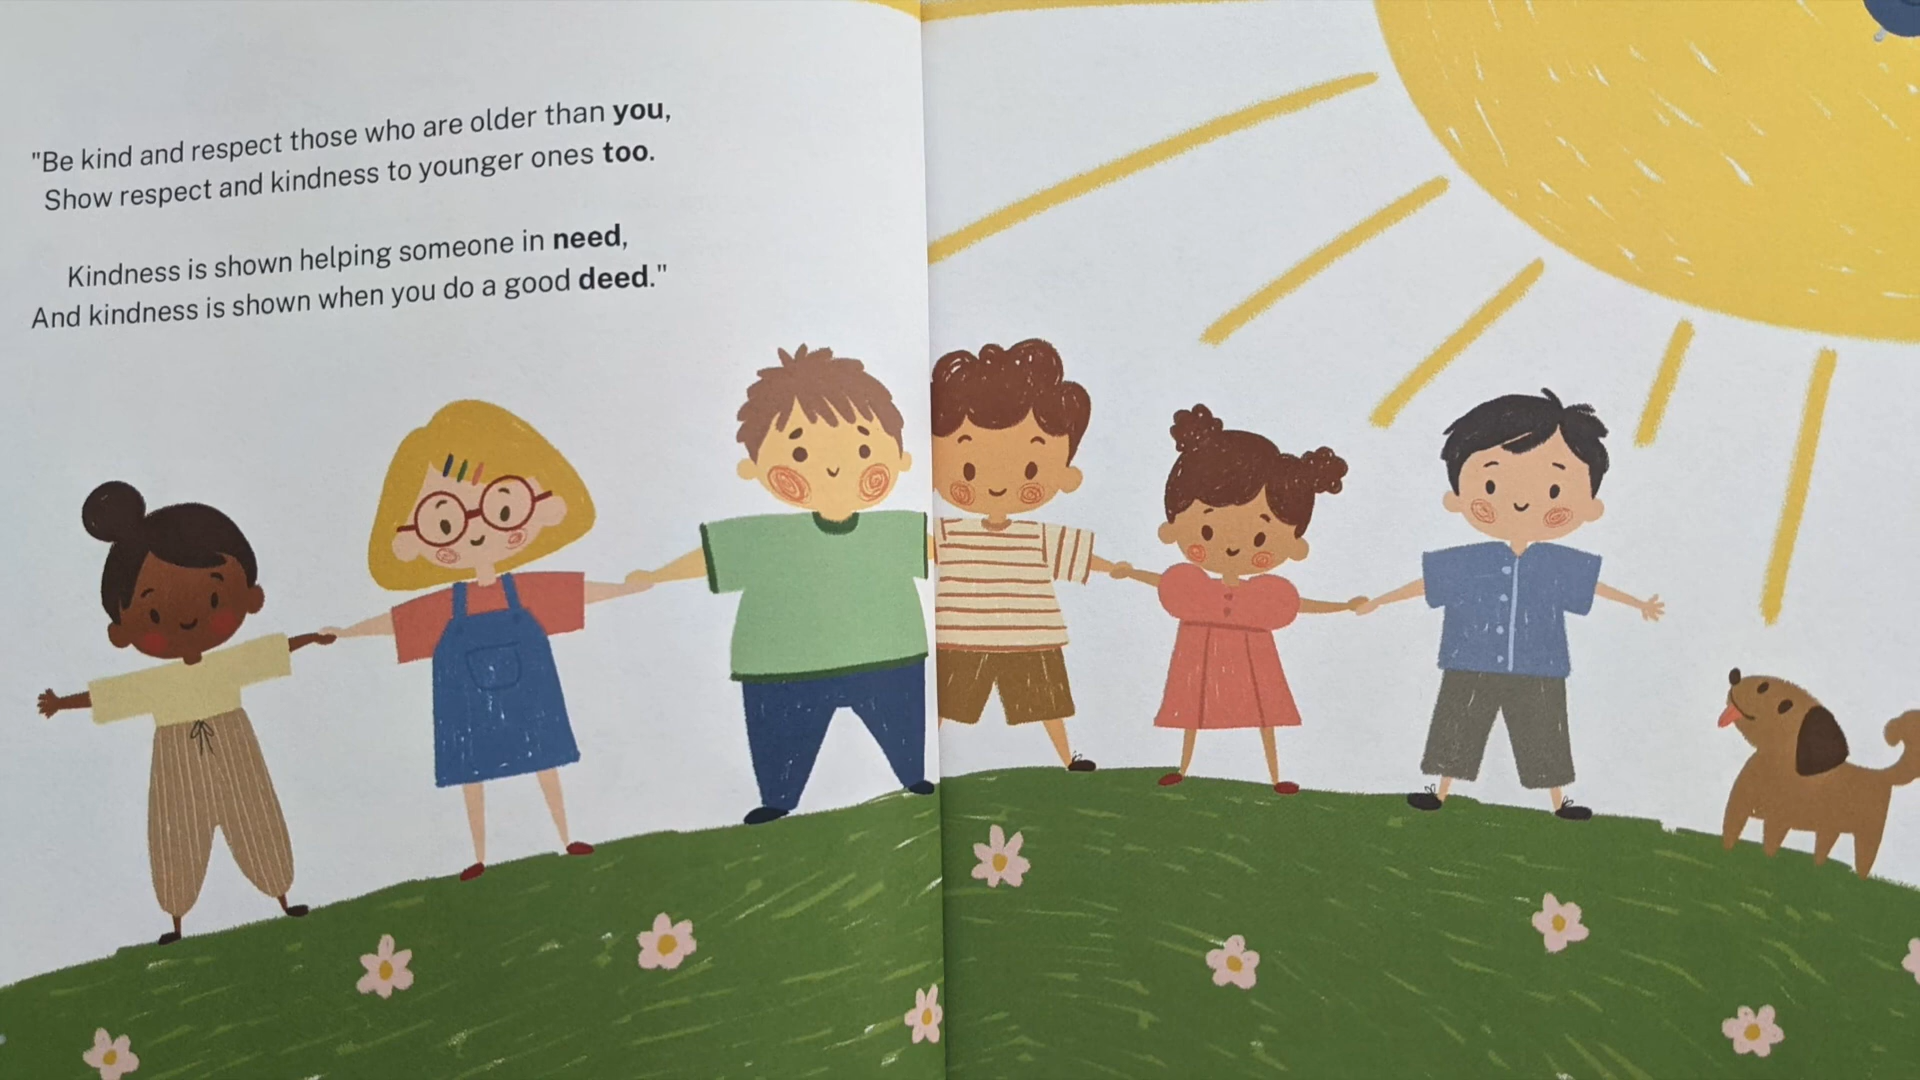 "Be kind and respect those who are older than you,
Show respect and kindness to younger ones too.
Kindness is shown helping someone in need,
And kindness is shown when you do a good deed."